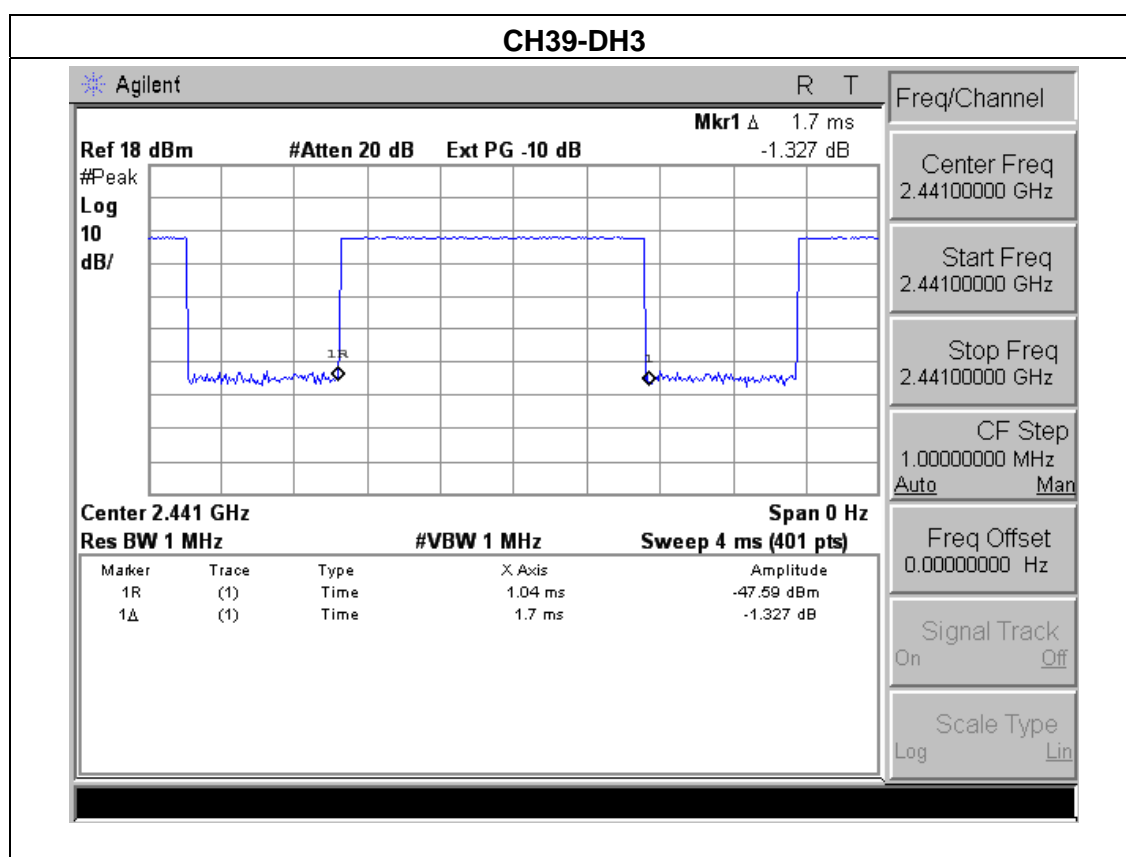 CH39-DH3
Agilent
R T
Mkr1 Δ 1.7 ms
Ref 18 dBm #Atten 20 dB Ext PG -10 dB -1.327 dB
#Peak
Log
10
dB/
1R
1
Center 2.441 GHz Span 0 Hz
Res BW 1 MHz #VBW 1 MHz Sweep 4 ms (401 pts)
Marker Trace Type X Axis Amplitude
1R (1) Time 1.04 ms -47.59 dBm
1Δ (1) Time 1.7 ms -1.327 dB
Freq/Channel
Center Freq
2.44100000 GHz
Start Freq
2.44100000 GHz
Stop Freq
2.44100000 GHz
CF Step
1.00000000 MHz
Auto Man
Freq Offset
0.00000000 Hz
Signal Track
On Off
Scale Type
Log Lin